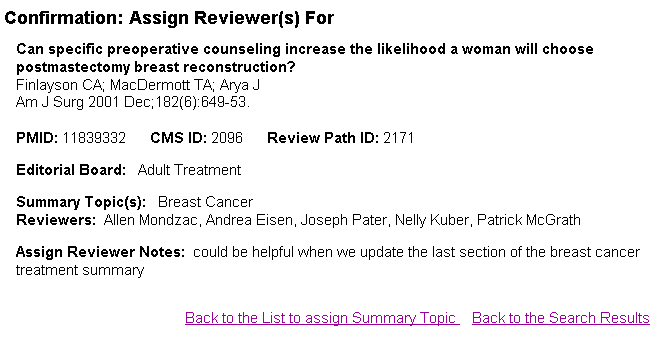 Confirmation: Assign Reviewer(s) For
Can specific preoperative counseling increase the likelihood a woman will choose
postmastectomy breast reconstruction?
Finlayson CA; MacDermott TA; Arya J
Am J Surg 2001 Dec;182(6):649-53.
PMID: 11839332 CMS ID: 2096 Review Path ID: 2171
Editorial Board: Adult Treatment
Summary Topic(s): Breast Cancer
Reviewers: Allen Mondzac, Andrea Eisen, Joseph Pater, Nelly Kuber, Patrick McGrath
Assign Reviewer Notes: could be helpful when we update the last section of the breast cancer
treatment summary
Back to the List to assign Summary Topic Back to the Search Results